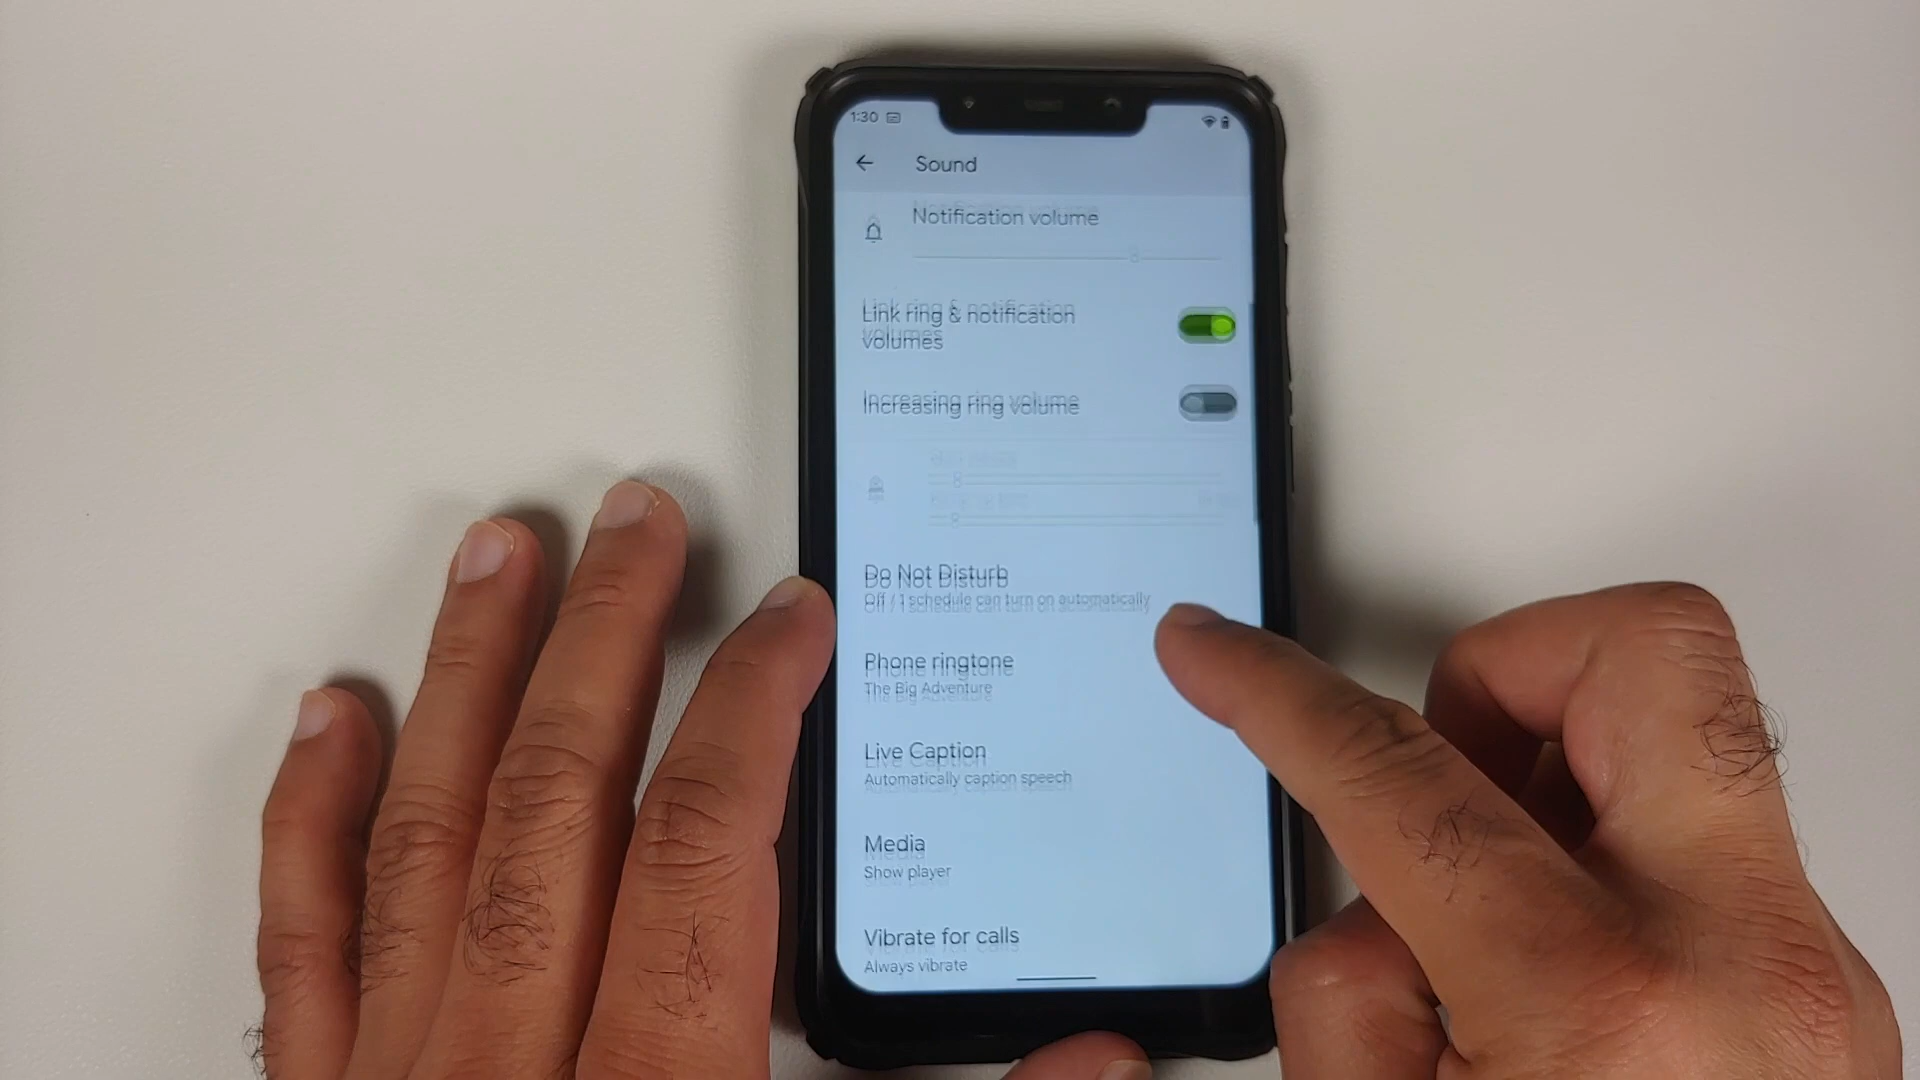 1:30
Sound
Notification volume
Link ring & notification
volumes
Increasing ring volume
Do Not Disturb
Off / 1 schedule can turn on automatically
Phone ringtone
The Big Adventure
Live Caption
Automatically caption speech
Media
Show player
Vibrate for calls
Always vibrate